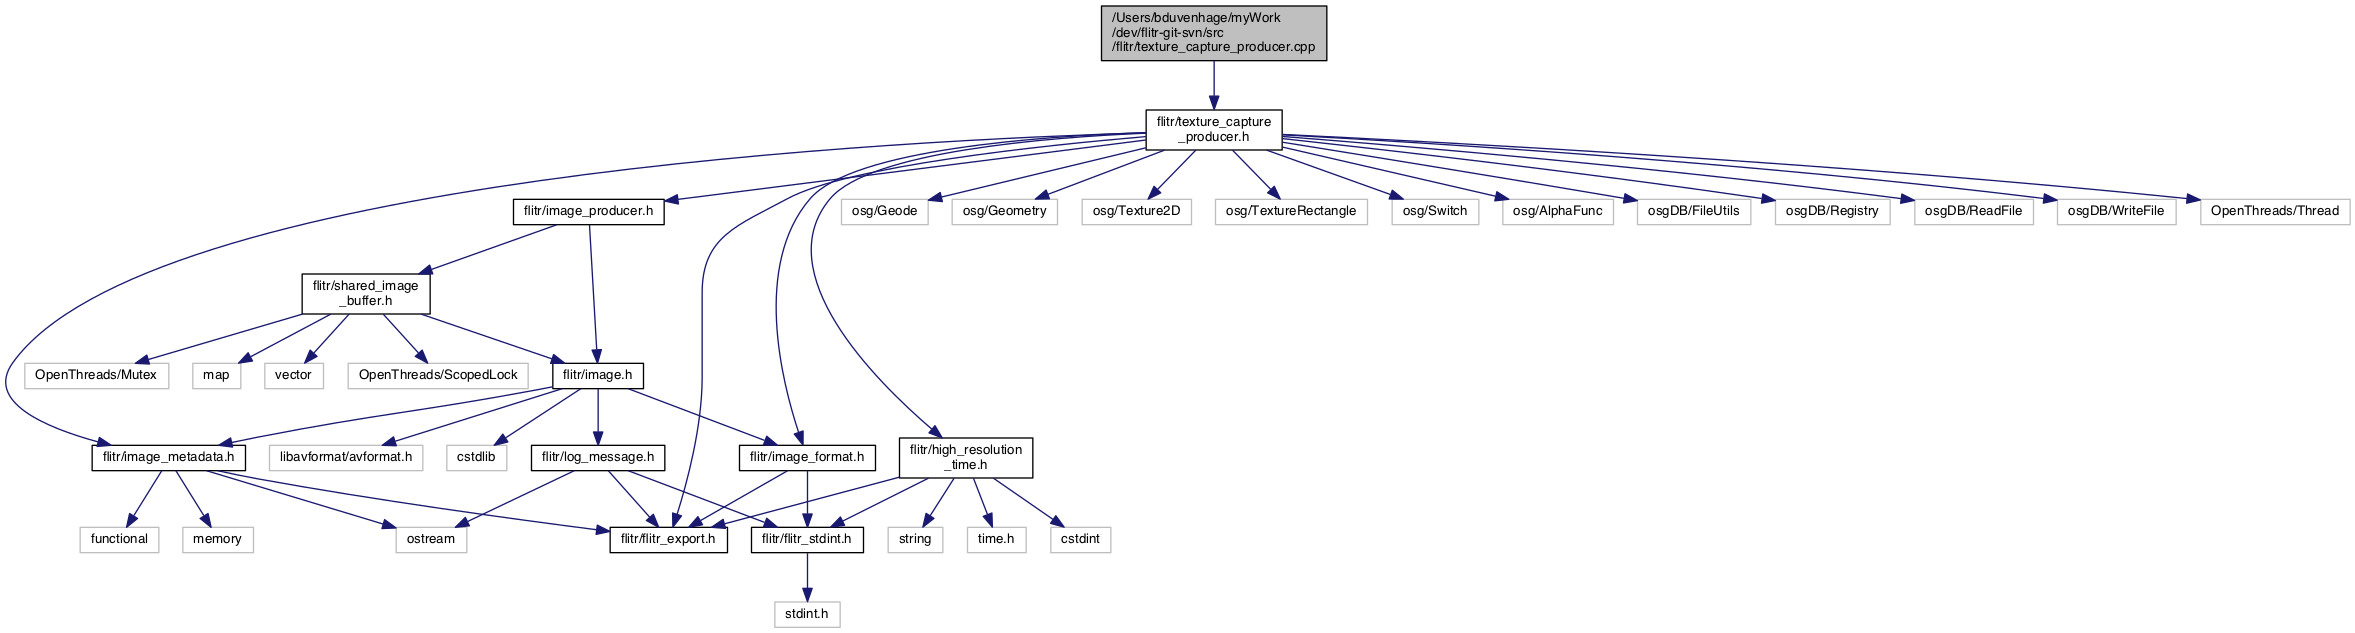 /Users/bduvenhage/myWork
/dev/flitr-git-svn/src
/flitr/texture_capture_producer.cpp
flitr/texture_capture
_producer.h
flitr/image_producer.h
osg/Geode
osg/Geometry
osg/Texture2D
osg/TextureRectangle
osg/Switch
osg/AlphaFunc
osgDB/FileUtils
osgDB/Registry
osgDB/ReadFile
osgDB/WriteFile
OpenThreads/Thread
flitr/shared_image
_buffer.h
OpenThreads/Mutex
map
vector
OpenThreads/ScopedLock
flitr/image.h
flitr/image_metadata.h
libavformat/avformat.h
cstdlib
flitr/log_message.h
flitr/image_format.h
flitr/high_resolution
_time.h
functional
memory
ostream
flitr/flitr_export.h
flitr/flitr_stdint.h
string
time.h
cstdint
stdint.h